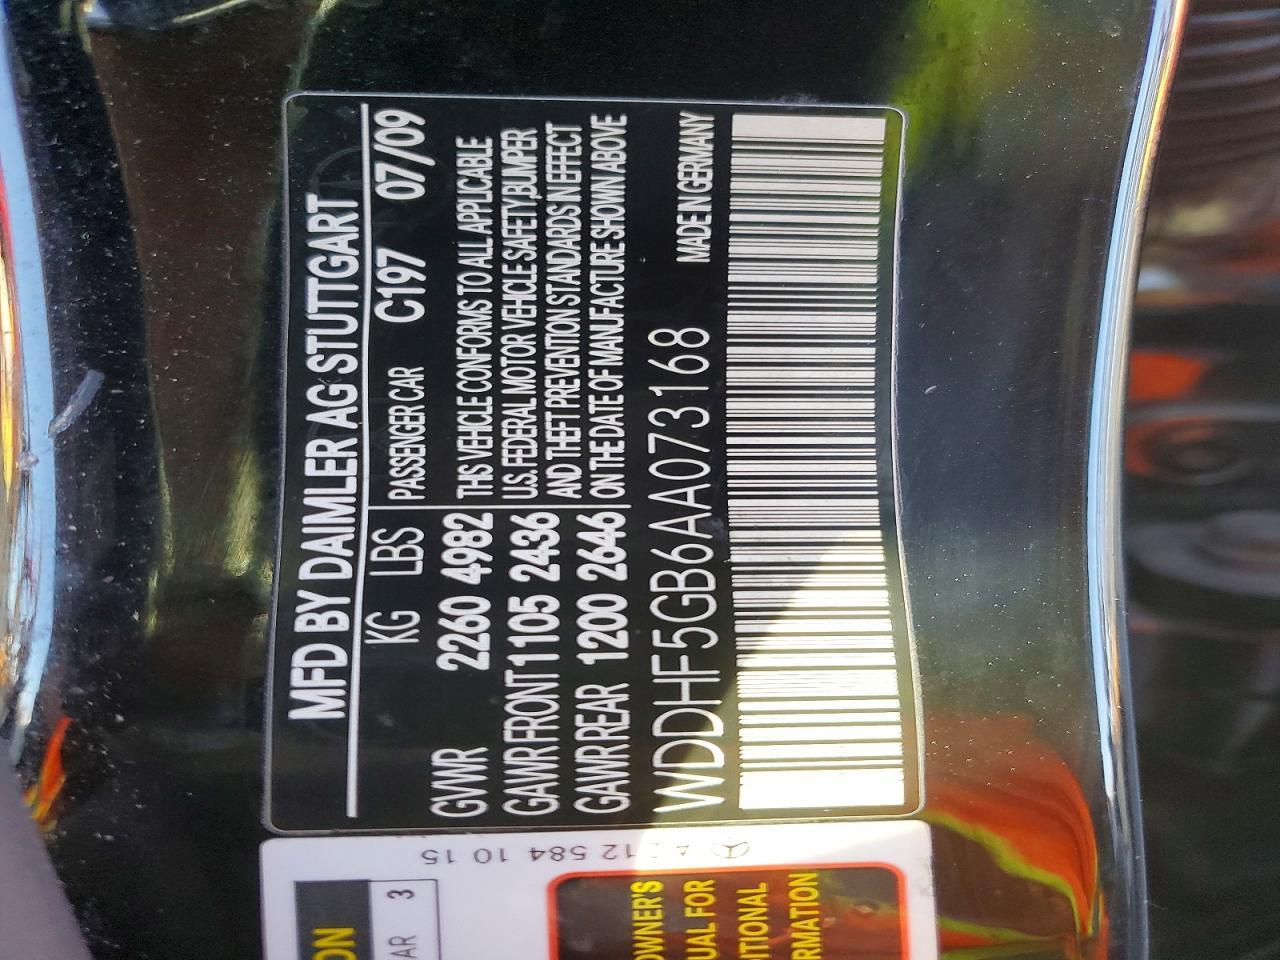 MFD BY DAIMLER AG STUTTGART
KG LBS PASSENGER CAR C197 07/09
GVWR 2260 4982 THIS VEHICLE CONFORMS TO ALL APPLICABLE
GAWR FRONT 1105 2436 U.S. FEDERAL MOTOR VEHICLE SAFETY,BUMPER
AND THEFT PREVENTION STANDARDS IN EFFECT
GAWR REAR 1200 2646 ON THE DATE OF MANUFACTURE SHOWN ABOVE
WDDHF5GB6AA073168 MADE IN GERMANY
12 584 10 15
ON
AR 3
OWNER'S
UAL FOR
ITIONAL
RMATION